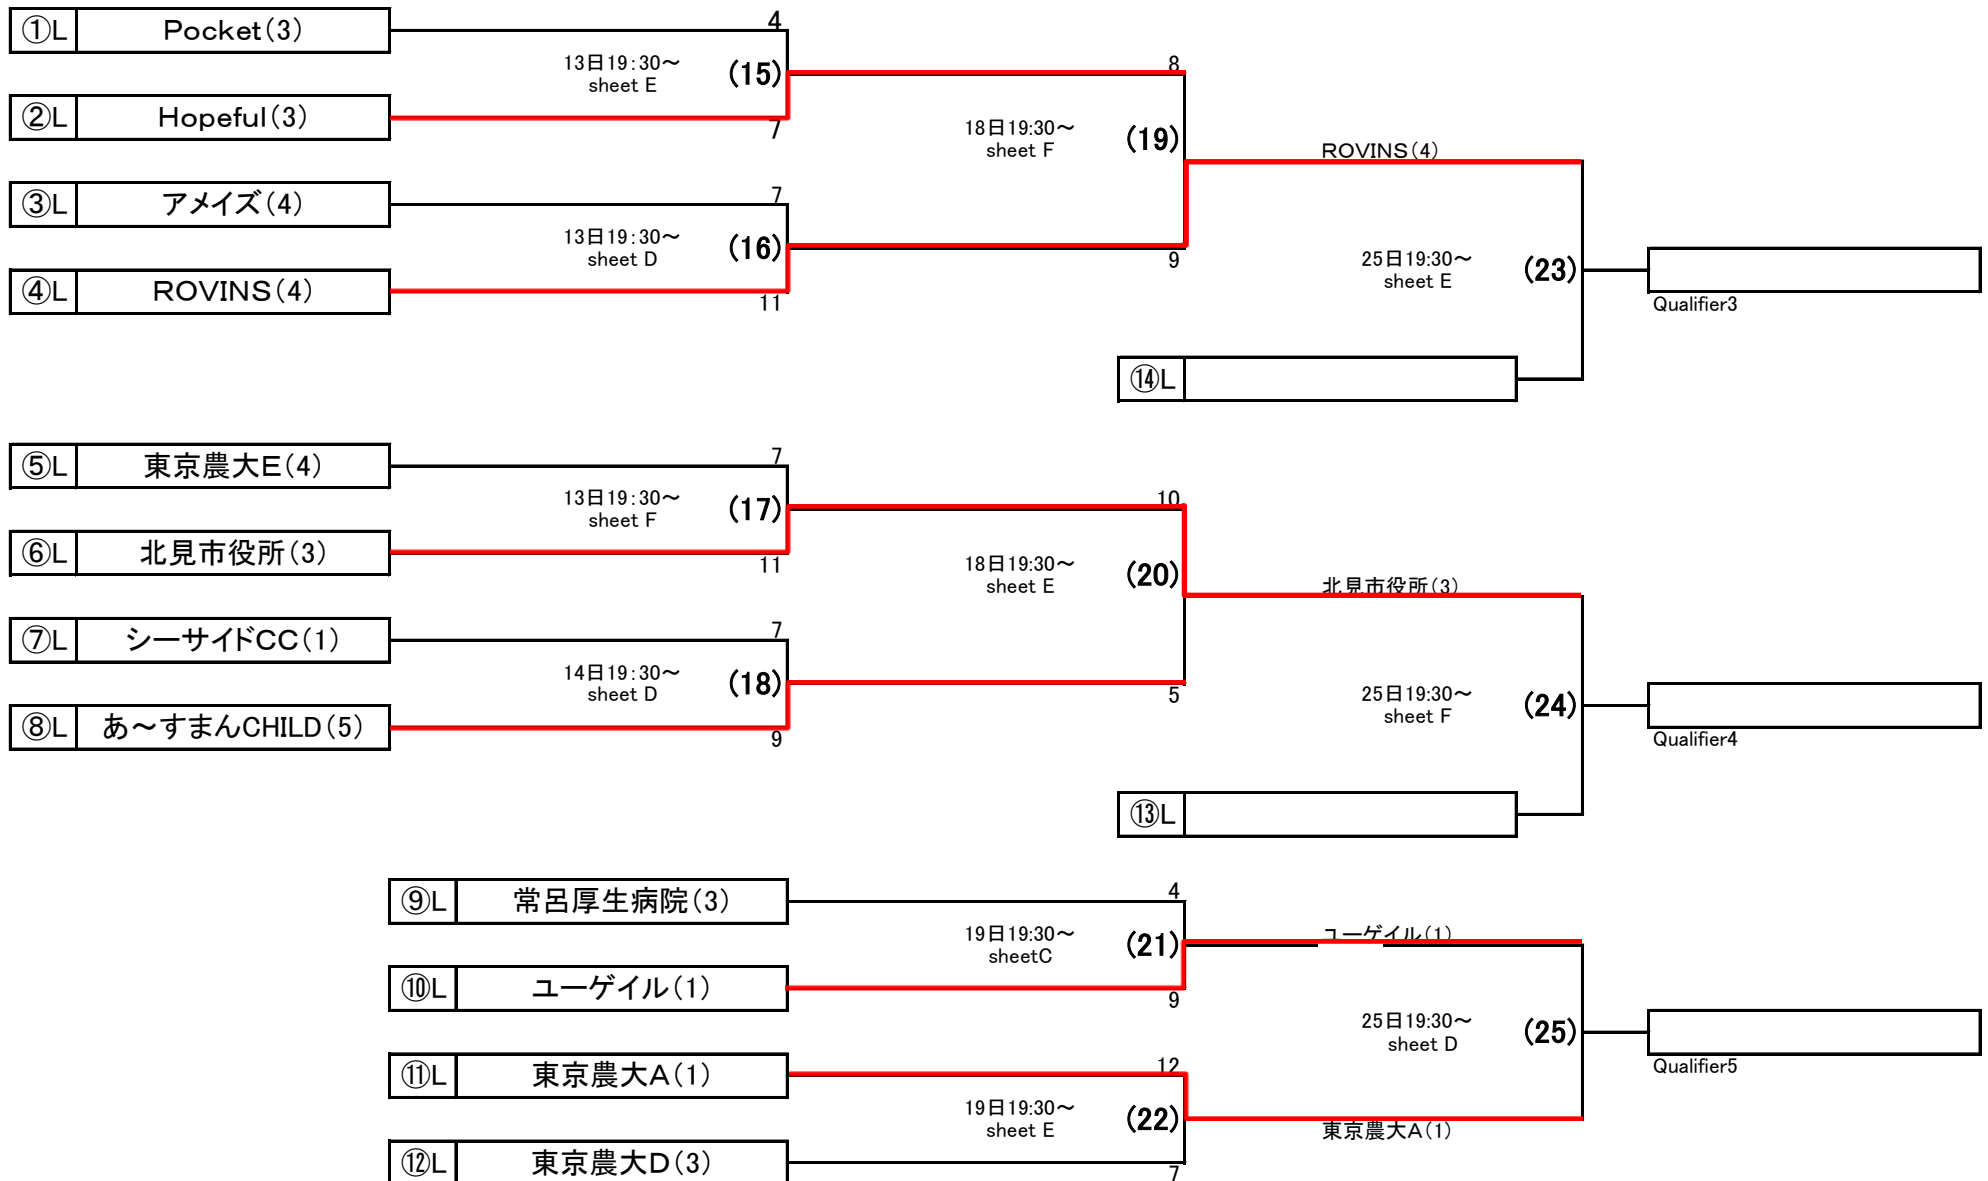 ①L Pocket(3) 4
13日19:30～ (15) 8
sheet E
②L Hopeful(3) 7
18日19:30～ (19)
sheet F
ROVINS(4)
③L アメイズ(4) 7
13日19:30～ (16)
sheet D
9
④L ROVINS(4) 11
25日19:30～ (23)
sheet E
Qualifier3
⑭L
⑤L 東京農大E(4) 7
13日19:30～ (17) 10
sheet F
⑥L 北見市役所(3) 11
18日19:30～ (20)
sheet E
北見市役所(3)
⑦L シーサイドCC(1) 7
14日19:30～ (18)
sheet D
5
⑧L あ～すまんCHILD(5) 9
25日19:30～ (24)
sheet F
Qualifier4
⑬L
⑨L 常呂厚生病院(3) 4
19日19:30～ (21)
sheetC
ユーゲイル(1)
⑩L ユーゲイル(1) 9
25日19:30～ (25)
sheet D
Qualifier5
⑪L 東京農大A(1) 12
19日19:30～ (22)
sheet E
東京農大A(1)
⑫L 東京農大D(3) 7